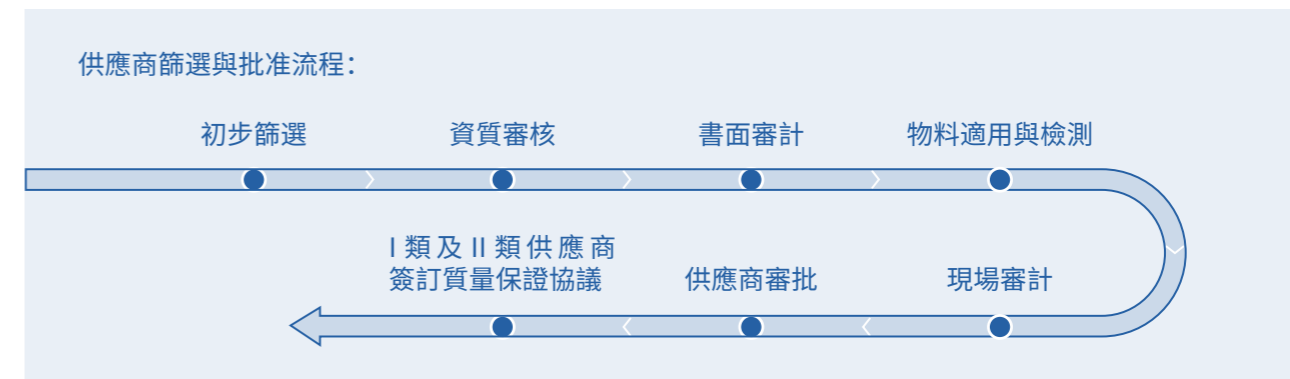 供應商篩選與批准流程：
初步篩選
資質審核
書面審計
物料適用與檢測
現場審計
供應商審批
I 類及 II 類供應商
簽訂質量保證協議